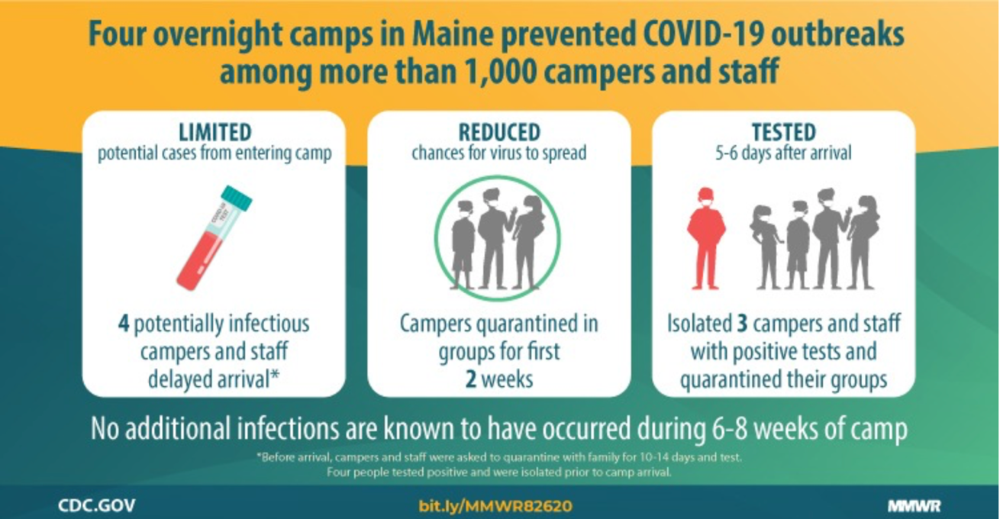 Four overnight camps in Maine prevented COVID-19 outbreaks
among more than 1,000 campers and staff
LIMITED
potential cases from entering camp
COVID-19
TEST
4 potentially infectious
campers and staff
delayed arrival*
REDUCED
chances for virus to spread
Campers quarantined in
groups for first
2 weeks
TESTED
5-6 days after arrival
Isolated 3 campers and staff
with positive tests and
quarantined their groups
No additional infections are known to have occurred during 6-8 weeks of camp
*Before arrival, campers and staff were asked to quarantine with family for 10-14 days and test.
Four people tested positive and were isolated prior to camp arrival.
CDC.GOV
bit.ly/MMWR82620
MMWR